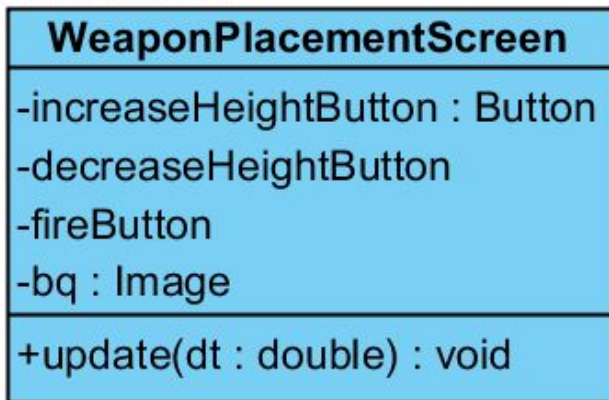 WeaponPlacementScreen
-increaseHeightButton : Button
-decreaseHeightButton
-fireButton
-bq : Image
+update(dt : double) : void